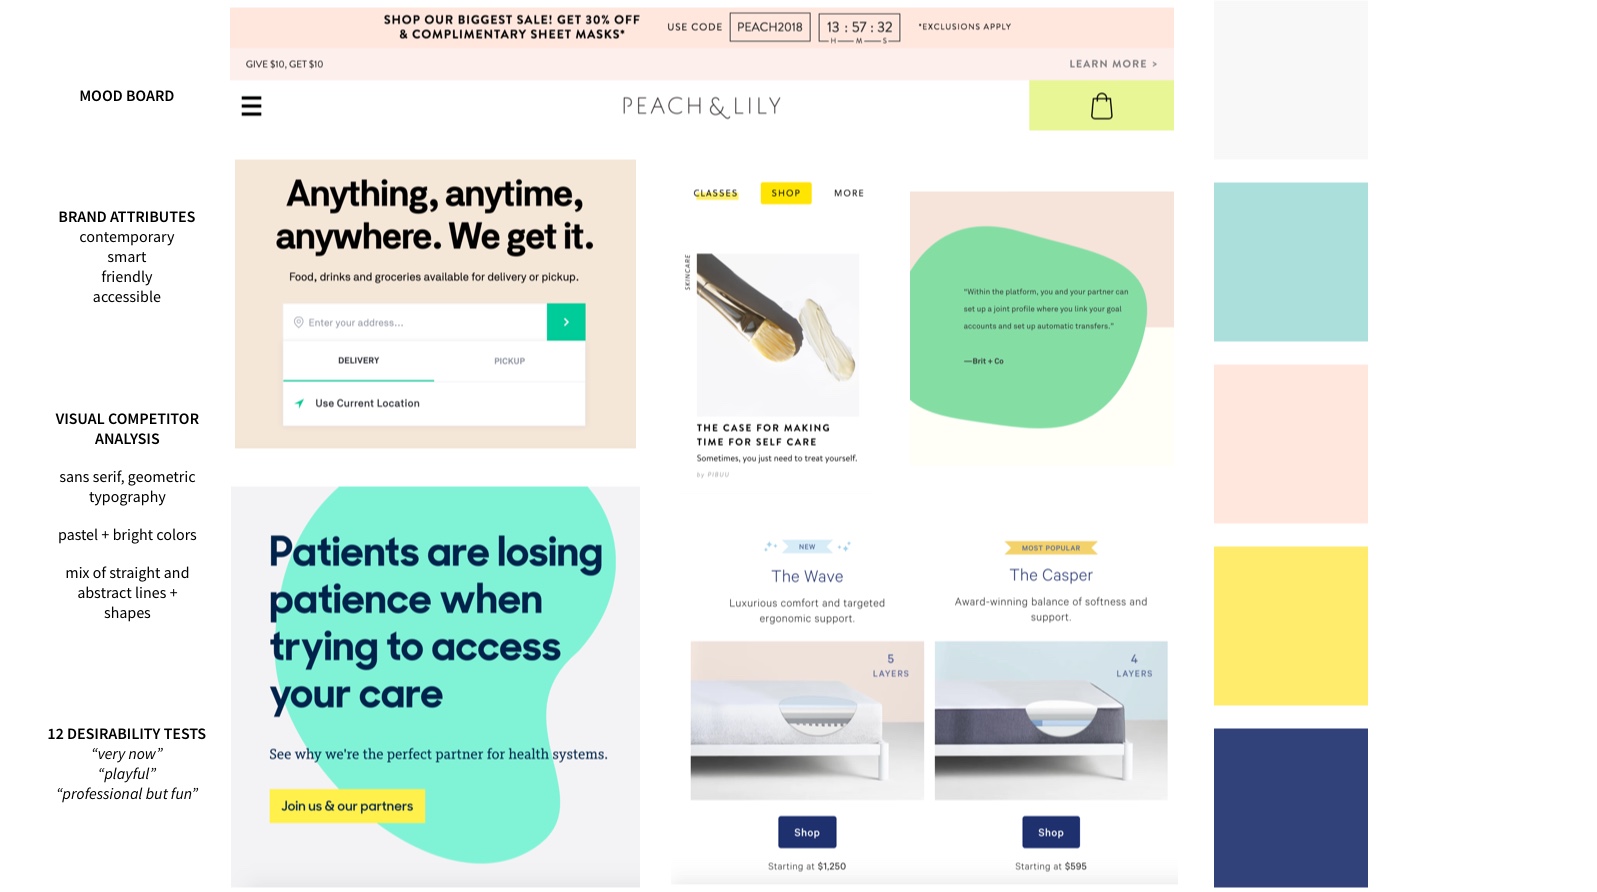 MOOD BOARD
BRAND ATTRIBUTES
contemporary
smart
friendly
accessible
VISUAL COMPETITOR
ANALYSIS
sans serif, geometric
typography
pastel + bright colors
mix of straight and
abstract lines +
shapes
12 DESIRABILITY TESTS
“very now”
“playful”
“professional but fun”
SHOP OUR BIGGEST SALE! GET 30% OFF
& COMPLIMENTARY SHEET MASKS*
USE CODE
PEACH2018
13 : 57 : 32
H M S
*EXCLUSIONS APPLY
GIVE $10, GET $10
LEARN MORE >
PEACH & LILY
Anything, anytime,
anywhere. We get it.
Food, drinks and groceries available for delivery or pickup.
Enter your address...
DELIVERY
PICKUP
Use Current Location
CLASSES
SHOP
MORE
SKINCARE
THE CASE FOR MAKING
TIME FOR SELF CARE
Sometimes, you just need to treat yourself.
by PIBUU
"Within the platform, you and your partner can
set up a joint profile where you link your goal
accounts and set up automatic transfers."
—Brit + Co
Patients are losing
patience when
trying to access
your care
See why we're the perfect partner for health systems.
Join us & our partners
NEW
The Wave
Luxurious comfort and targeted
ergonomic support.
5
LAYERS
Shop
Starting at $1,250
MOST POPULAR
The Casper
Award-winning balance of softness and
support.
4
LAYERS
Shop
Starting at $595